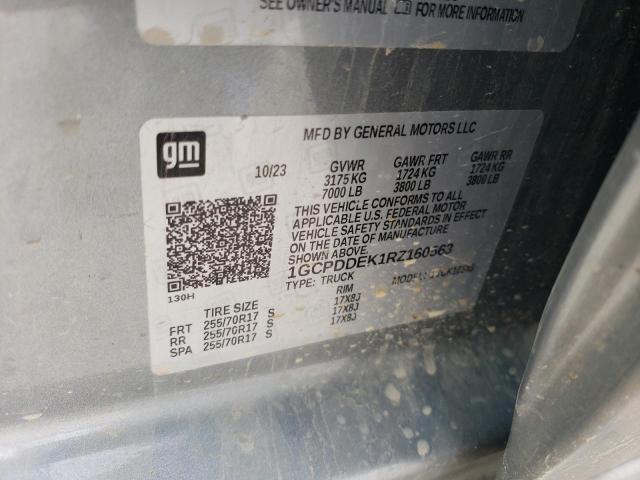 SEE OWNER'S MANUAL FOR MORE INFORMATION
gm
MFD BY GENERAL MOTORS LLC
10/23 GVWR GAWR FRT GAWR RR
3175 KG 1724 KG 1724 KG
7000 LB 3800 LB 3800 LB
THIS VEHICLE CONFORMS TO ALL
APPLICABLE U.S. FEDERAL MOTOR
VEHICLE SAFETY STANDARDS IN EFFECT
ON THE DATE OF MANUFACTURE
SHOWN ABOVE.
1GCPDDEK1RZ160563
TYPE: TRUCK MODEL:
130H
TIRE SIZE RIM
FRT 255/70R17 S 17X8J
RR 255/70R17 S 17X8J
SPA 255/70R17 S 17X8J